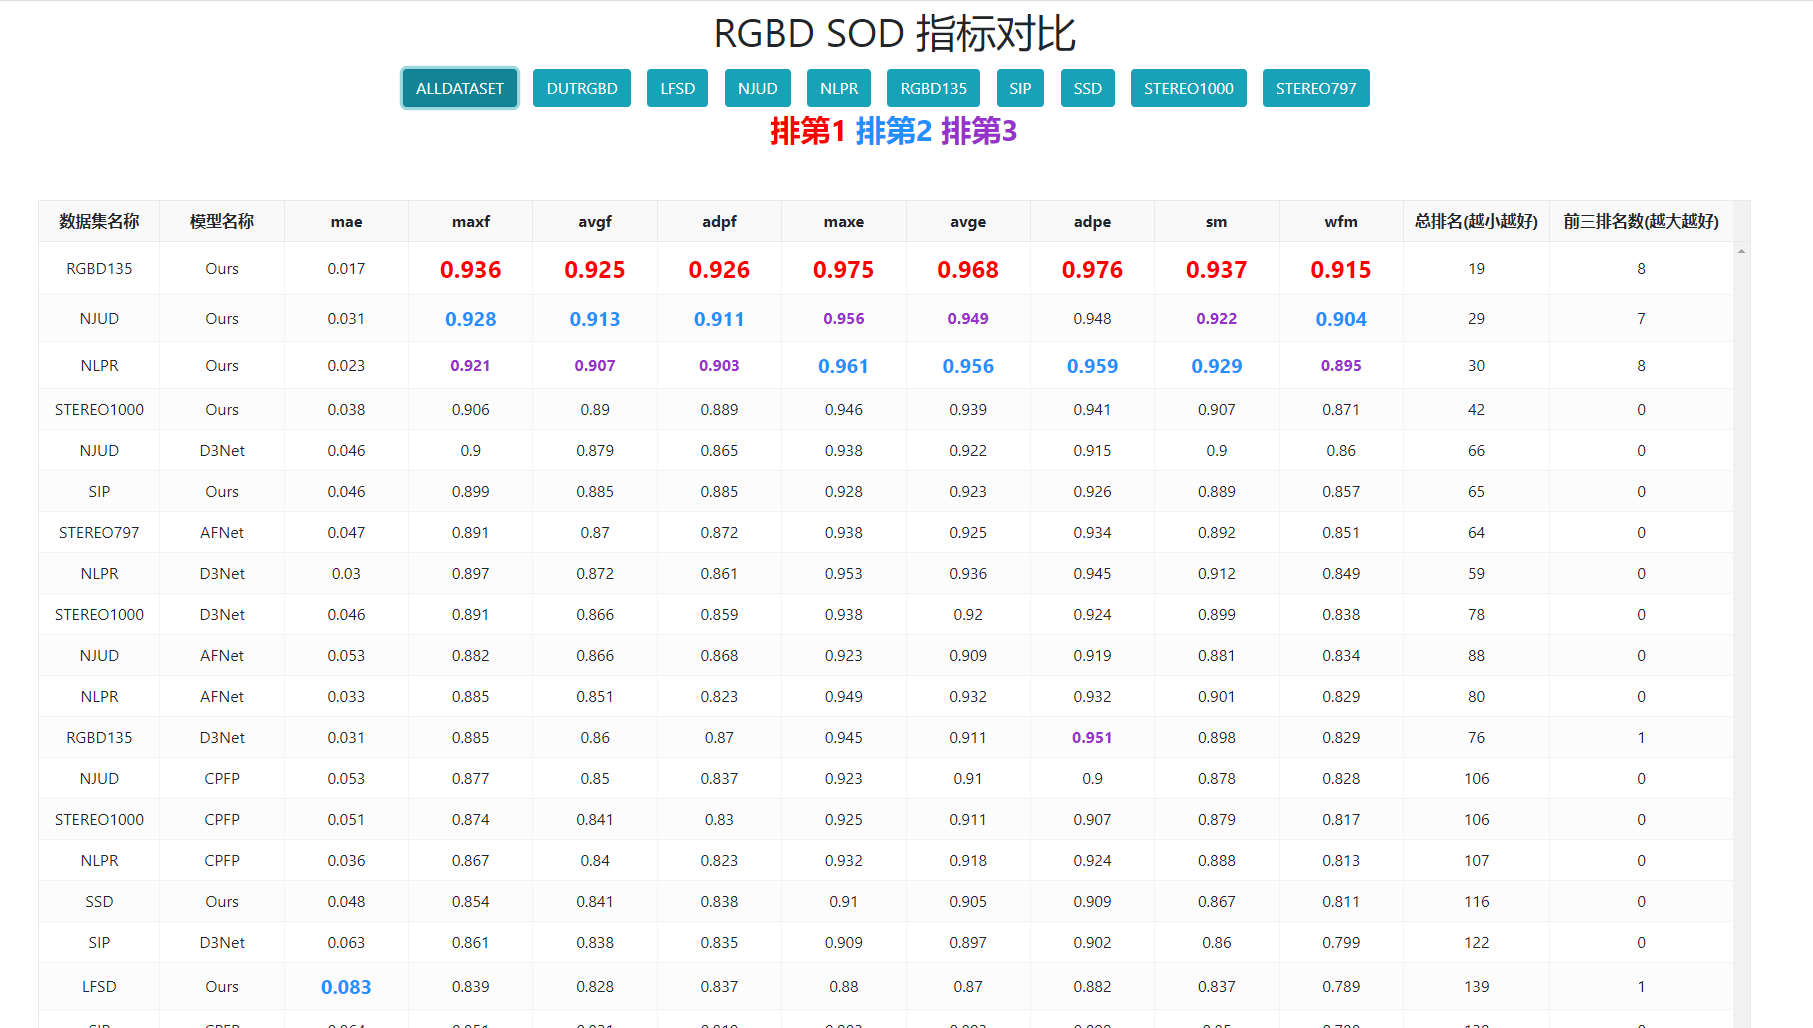 RGBD SOD 指标对比
ALLDATASET DUTRGBD LFSD NJUD NLPR RGBD135 SIP SSD STEREO1000 STEREO797
排第1 排第2 排第3
数据集名称 模型名称 mae maxf avgf adpf maxe avge adpe sm wfm 总排名(越小越好) 前三排名数(越大越好)
RGBD135 Ours 0.017 0.936 0.925 0.926 0.975 0.968 0.976 0.937 0.915 19 8
NJUD Ours 0.031 0.928 0.913 0.911 0.956 0.949 0.948 0.922 0.904 29 7
NLPR Ours 0.023 0.921 0.907 0.903 0.961 0.956 0.959 0.929 0.895 30 8
STEREO1000 Ours 0.038 0.906 0.89 0.889 0.946 0.939 0.941 0.907 0.871 42 0
NJUD D3Net 0.046 0.9 0.879 0.865 0.938 0.922 0.915 0.9 0.86 66 0
SIP Ours 0.046 0.899 0.885 0.885 0.928 0.923 0.926 0.889 0.857 65 0
STEREO797 AFNet 0.047 0.891 0.87 0.872 0.938 0.925 0.934 0.892 0.851 64 0
NLPR D3Net 0.03 0.897 0.872 0.861 0.953 0.936 0.945 0.912 0.849 59 0
STEREO1000 D3Net 0.046 0.891 0.866 0.859 0.938 0.92 0.924 0.899 0.838 78 0
NJUD AFNet 0.053 0.882 0.866 0.868 0.923 0.909 0.919 0.881 0.834 88 0
NLPR AFNet 0.033 0.885 0.851 0.823 0.949 0.932 0.932 0.901 0.829 80 0
RGBD135 D3Net 0.031 0.885 0.86 0.87 0.945 0.911 0.951 0.898 0.829 76 1
NJUD CPFP 0.053 0.877 0.85 0.837 0.923 0.91 0.9 0.878 0.828 106 0
STEREO1000 CPFP 0.051 0.874 0.841 0.83 0.925 0.911 0.907 0.879 0.817 106 0
NLPR CPFP 0.036 0.867 0.84 0.823 0.932 0.918 0.924 0.888 0.813 107 0
SSD Ours 0.048 0.854 0.841 0.838 0.91 0.905 0.909 0.867 0.811 116 0
SIP D3Net 0.063 0.861 0.838 0.835 0.909 0.897 0.902 0.86 0.799 122 0
LFSD Ours 0.083 0.839 0.828 0.837 0.88 0.87 0.882 0.837 0.789 139 1